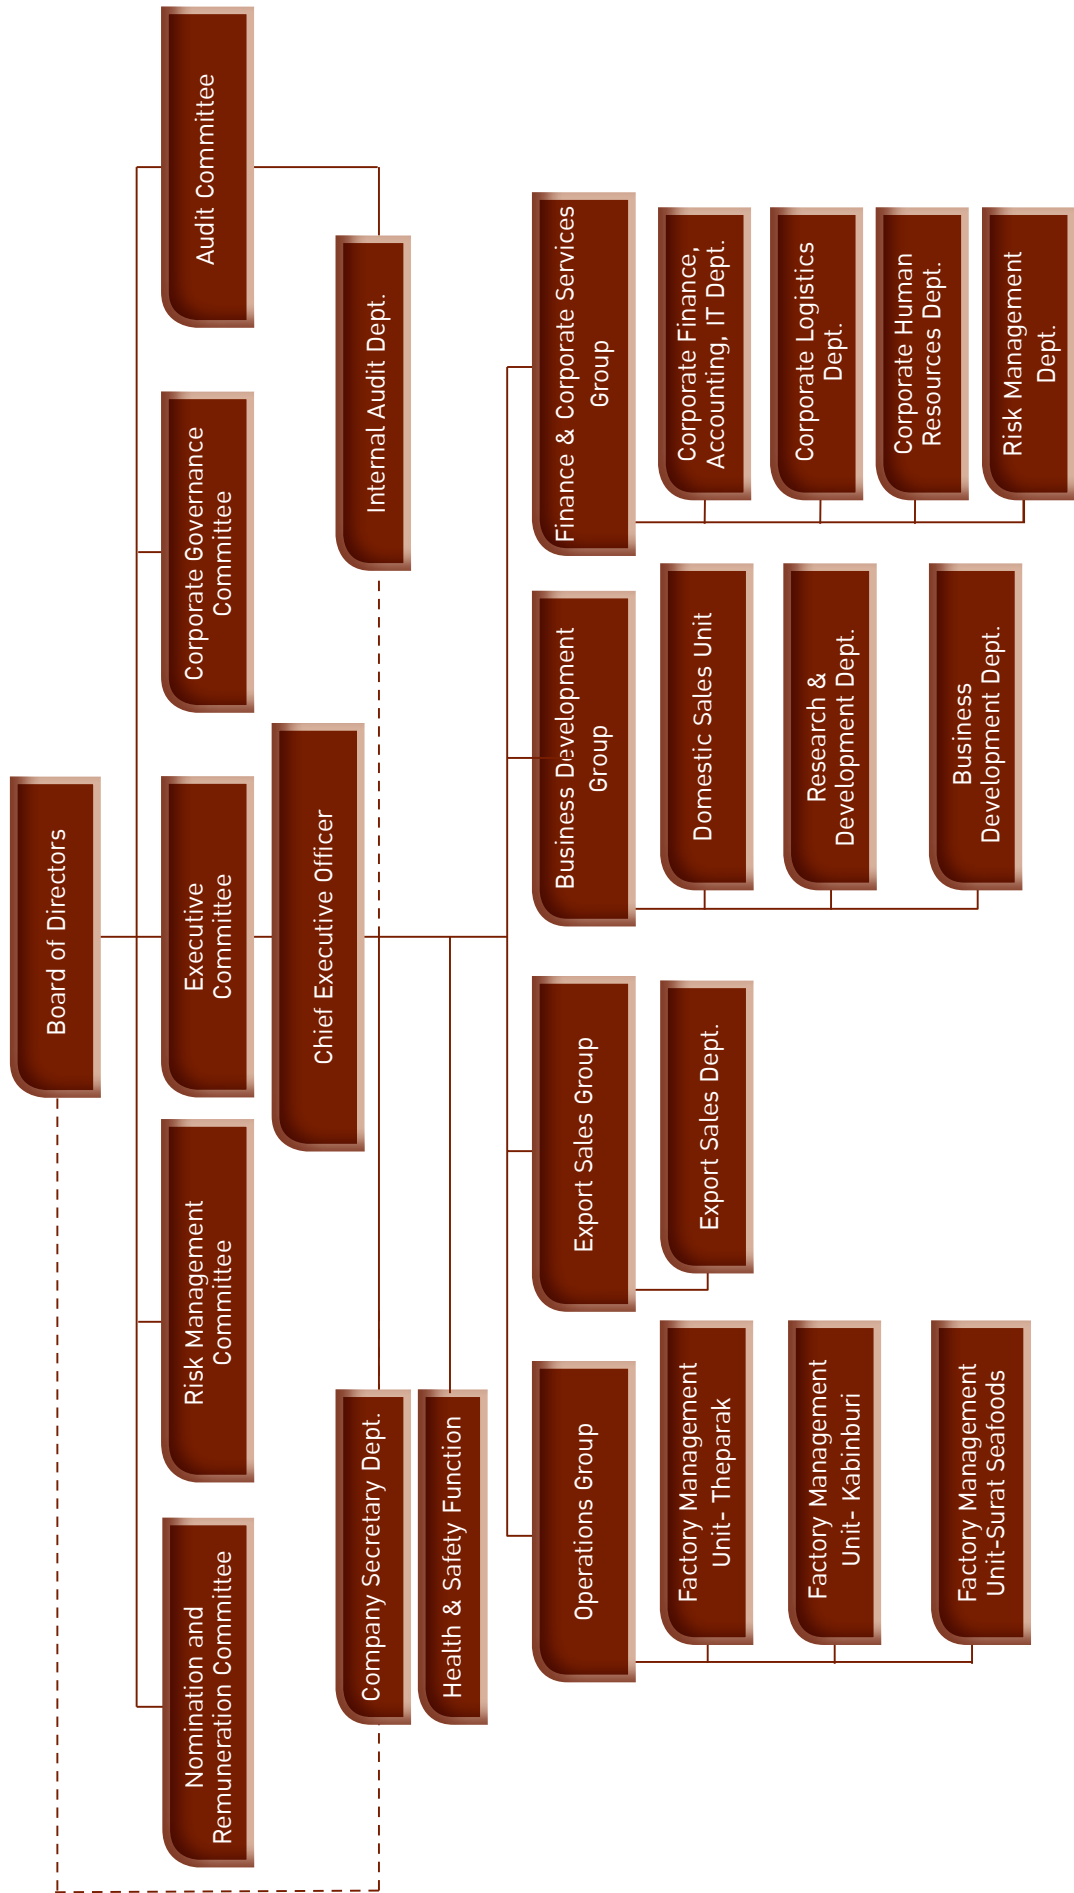 Board of Directors
Nomination and
Remuneration Committee
Risk Management
Committee
Executive
Committee
Corporate Governance
Committee
Audit Committee
Chief Executive Officer
Company Secretary Dept.
Internal Audit Dept.
Health & Safety Function
Operations Group
Export Sales Group
Business Development
Group
Finance & Corporate Services
Group
Factory Management
Unit- Theparak
Export Sales Dept.
Domestic Sales Unit
Corporate Finance,
Accounting, IT Dept.
Factory Management
Unit- Kabinburi
Research &
Development Dept.
Corporate Logistics
Dept.
Corporate Human
Resources Dept.
Factory Management
Unit-Surat Seafoods
Business
Development Dept.
Risk Management
Dept.